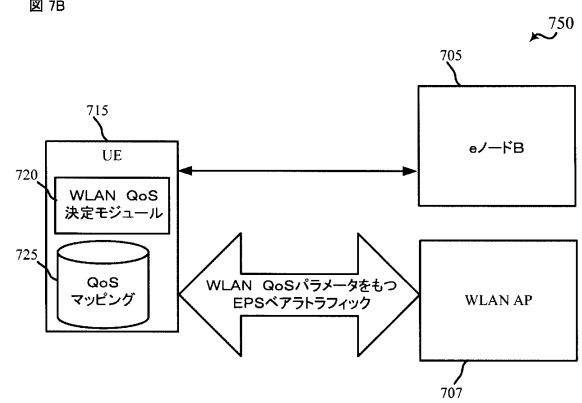 図 7B
750
705
eノードB
715
UE
720
WLAN QoS
決定モジュール
725
QoS
マッピング
WLAN QoSパラメータをもつ
EPSベアラトラフィック
WLAN AP
707